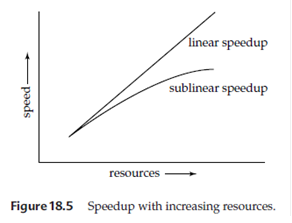 linear speedup
sublinear speedup
speed
resources
Figure 18.5 Speedup with increasing resources.